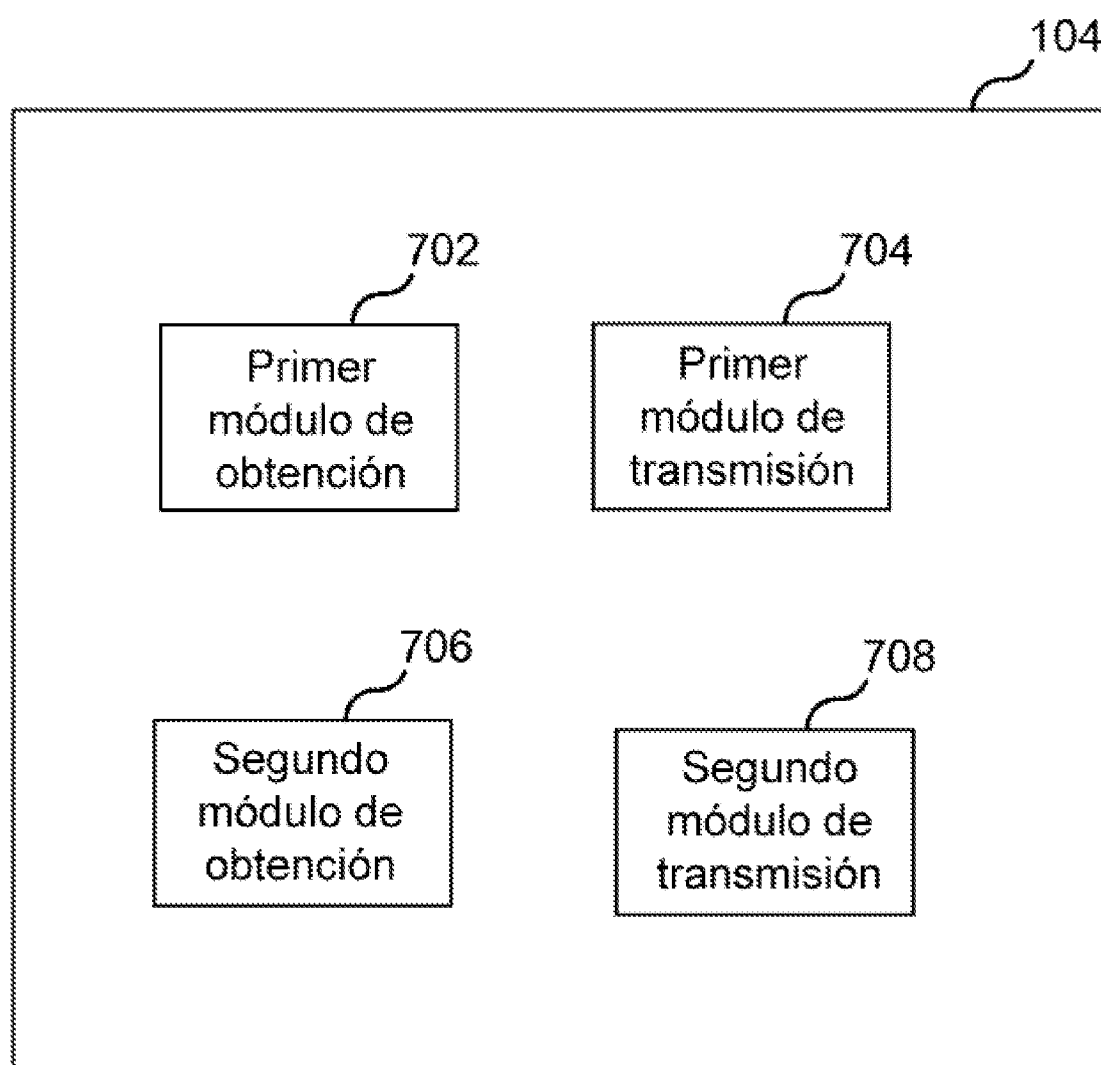 104
702
704
Primer
módulo de
obtención
Primer
módulo de
transmisión
706
708
Segundo
módulo de
obtención
Segundo
módulo de
transmisión